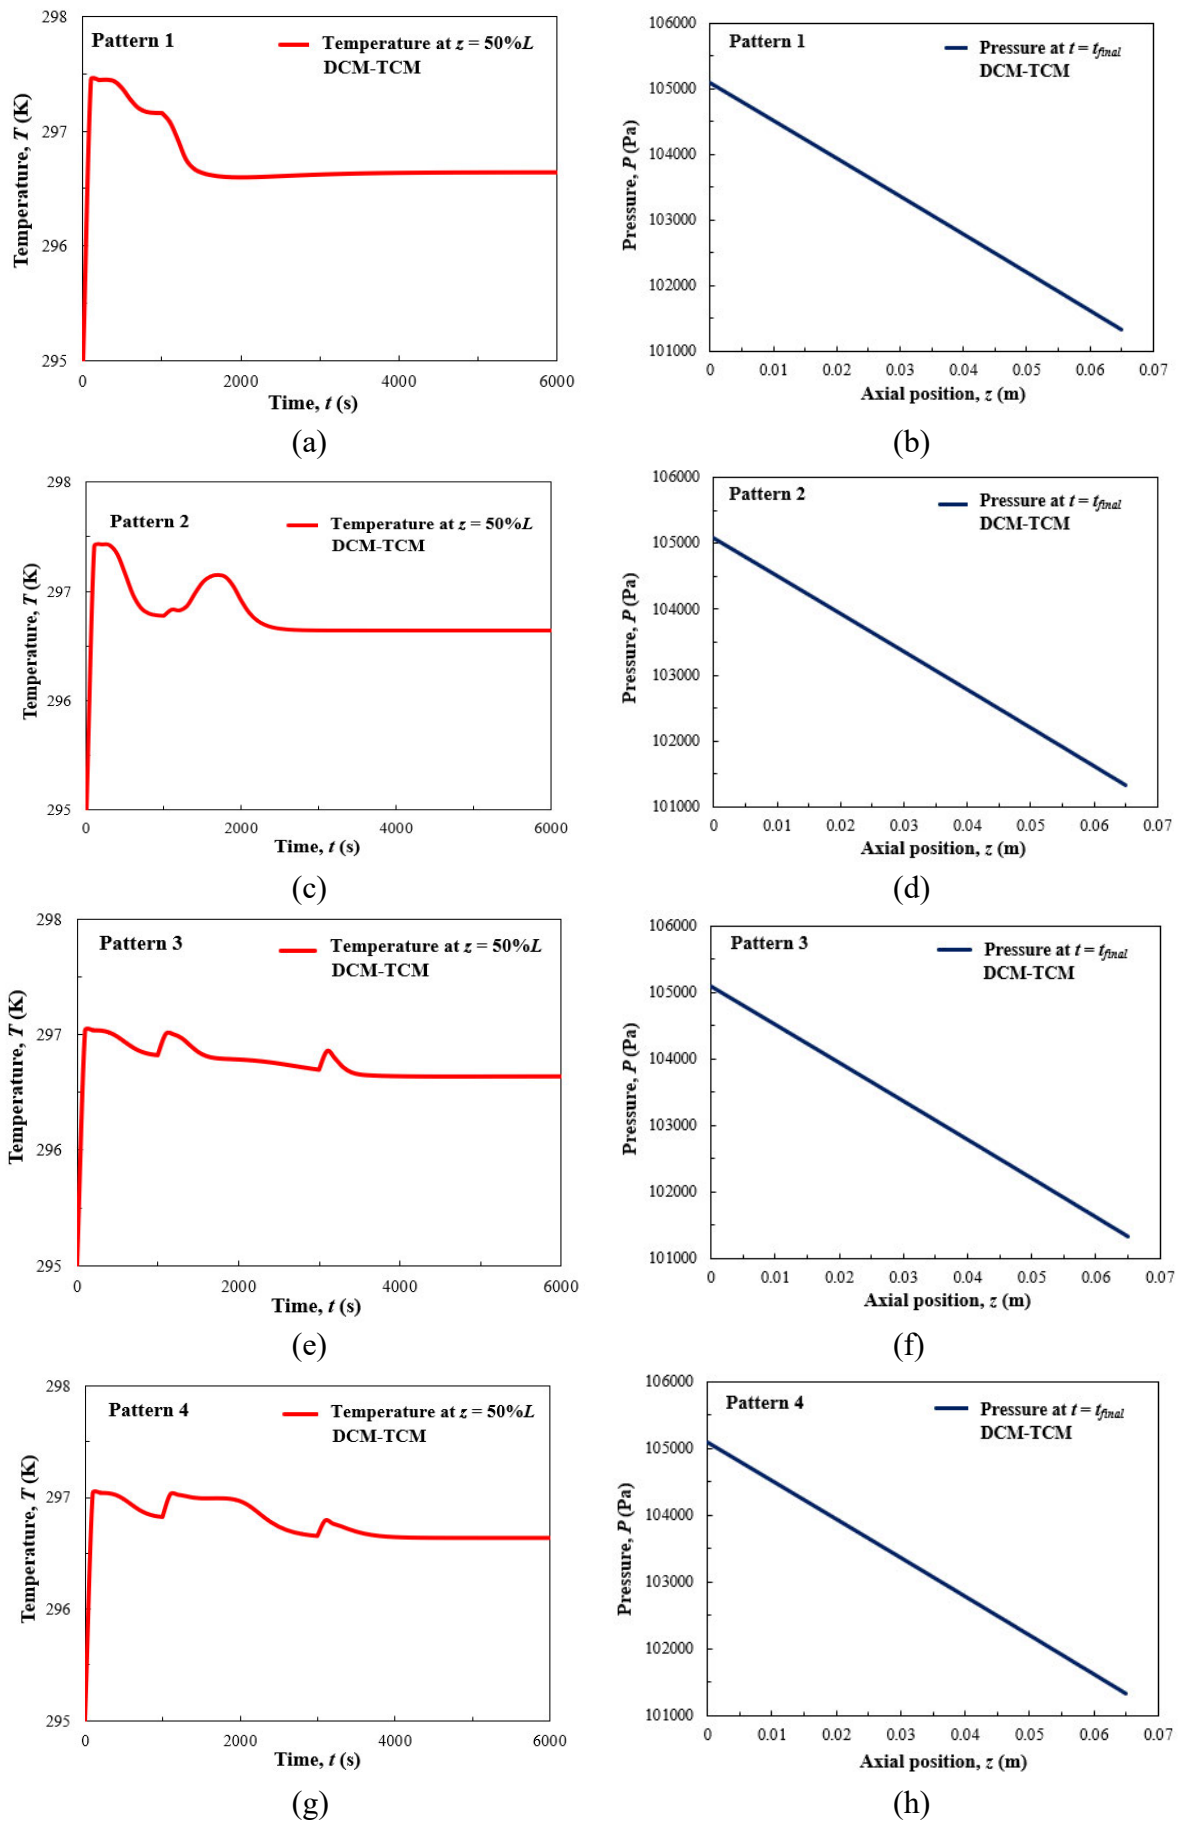 298
297
296
295
Temperature, T (K)
Pattern 1
Temperature at z = 50%L
DCM-TCM
0 2000 4000 6000
Time, t (s)
(a)
106000
105000
104000
103000
102000
101000
Pressure, P (Pa)
Pattern 1
Pressure at t = tfinal
DCM-TCM
0 0.01 0.02 0.03 0.04 0.05 0.06 0.07
Axial position, z (m)
(b)
298
297
296
295
Temperature, T (K)
Pattern 2
Temperature at z = 50%L
DCM-TCM
0 2000 4000 6000
Time, t (s)
(c)
106000
105000
104000
103000
102000
101000
Pressure, P (Pa)
Pattern 2
Pressure at t = tfinal
DCM-TCM
0 0.01 0.02 0.03 0.04 0.05 0.06 0.07
Axial position, z (m)
(d)
298
297
296
295
Temperature, T (K)
Pattern 3
Temperature at z = 50%L
DCM-TCM
0 2000 4000 6000
Time, t (s)
(e)
106000
105000
104000
103000
102000
101000
Pressure, P (Pa)
Pattern 3
Pressure at t = tfinal
DCM-TCM
0 0.01 0.02 0.03 0.04 0.05 0.06 0.07
Axial position, z (m)
(f)
298
297
296
295
Temperature, T (K)
Pattern 4
Temperature at z = 50%L
DCM-TCM
0 2000 4000 6000
Time, t (s)
(g)
106000
105000
104000
103000
102000
101000
Pressure, P (Pa)
Pattern 4
Pressure at t = tfinal
DCM-TCM
0 0.01 0.02 0.03 0.04 0.05 0.06 0.07
Axial position, z (m)
(h)